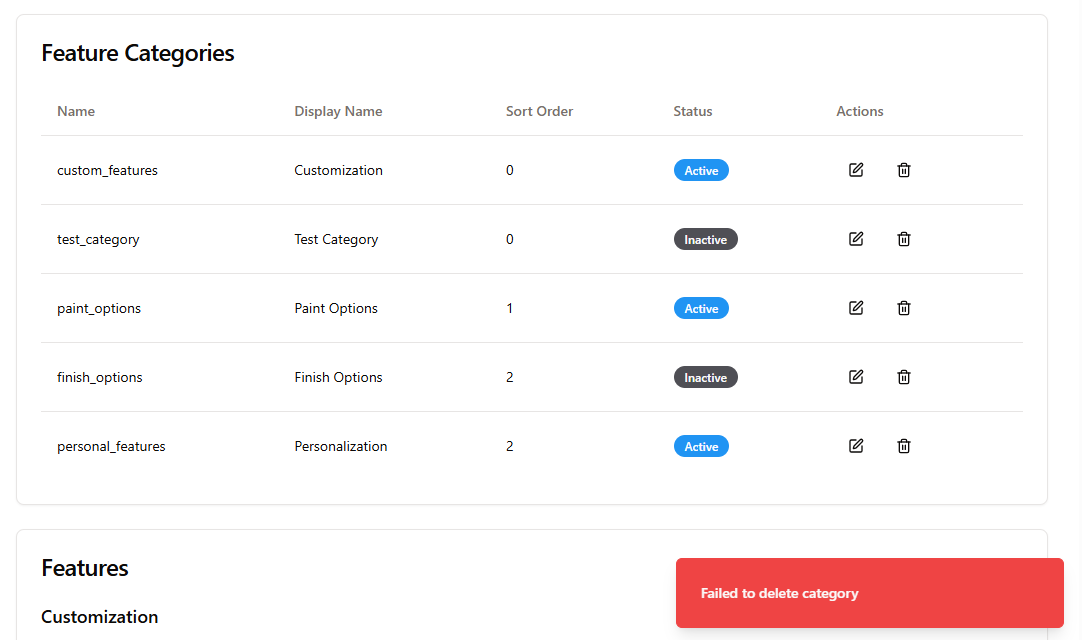 Feature Categories
Name Display Name Sort Order Status Actions
custom_features Customization 0 Active
test_category Test Category 0 Inactive
paint_options Paint Options 1 Active
finish_options Finish Options 2 Inactive
personal_features Personalization 2 Active
Features
Failed to delete category
Customization